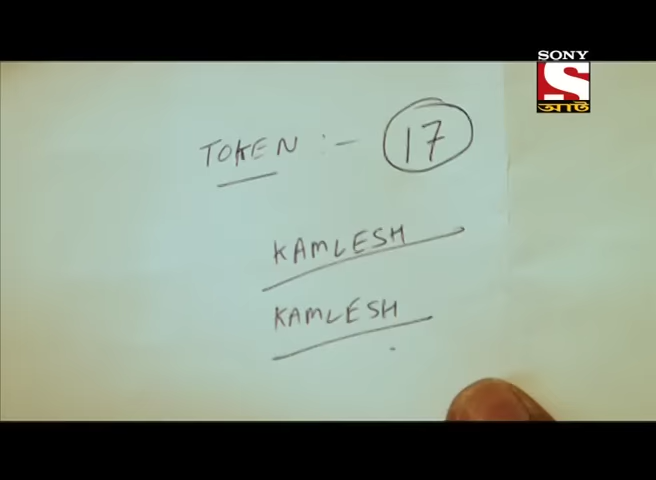 SONY
S
আট
TOKEN :- 17
KAMLESH
KAMLESH